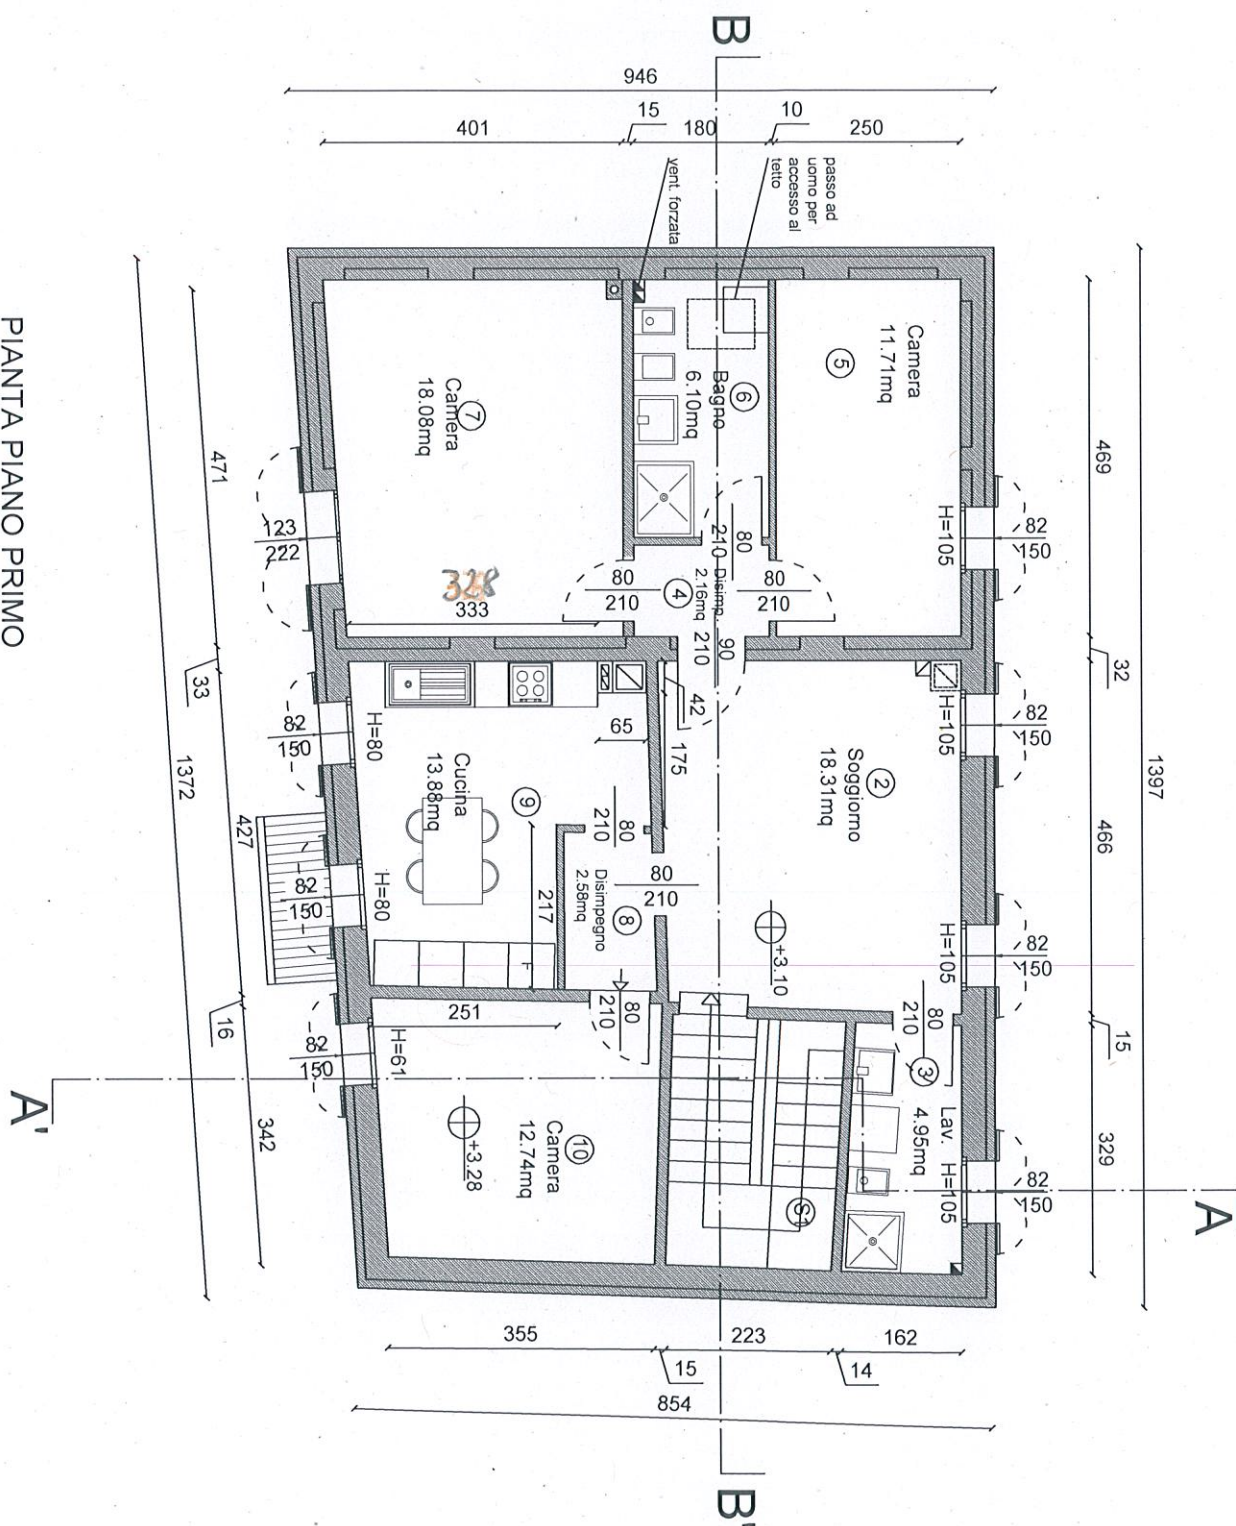 B
946
401
15
180
10
250
vent. forzata
passo ad
uomo per
accesso al
tetto
1397
469
32
466
15
329
Camera
11.71mq
5
6
Bagno
6.10mq
7
Camera
18.08mq
H=105
82
150
80
210
80
210
80
210
4
Disimp.
2.16mq
90
210
328
333
123
222
471
33
1372
427
16
342
H=105
82
150
2
Soggiorno
18.31mq
42
175
65
H=80
82
150
Cucina
13.88mq
9
80
210
80
210
Disimpegno
2.58mq
8
217
H=80
82
150
F
+3.10
H=105
82
150
80
210
3
Lav.
4.95mq
H=105
82
150
80
210
251
H=61
82
150
+3.28
10
Camera
12.74mq
S1
A
A'
355
15
223
14
162
854
B'
PIANTA PIANO PRIMO